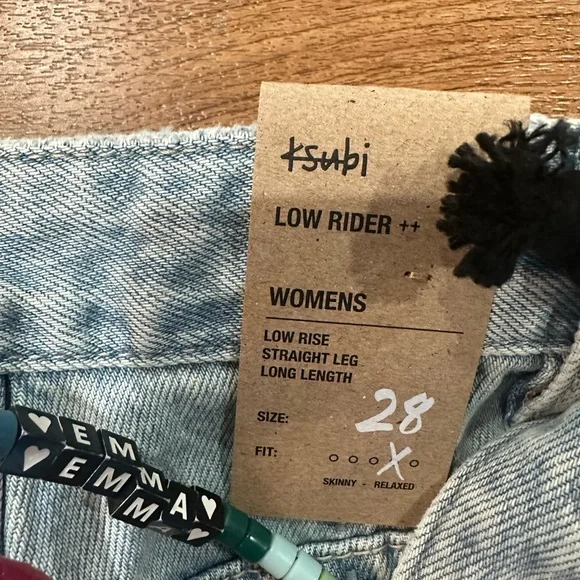 ksubi
LOW RIDER ++
WOMENS
LOW RISE
STRAIGHT LEG
LONG LENGTH
SIZE: 28
FIT: ○ ○ ○ X ○
SKINNY - RELAXED
♥ EMMA ♥
♥ EMMA ♥